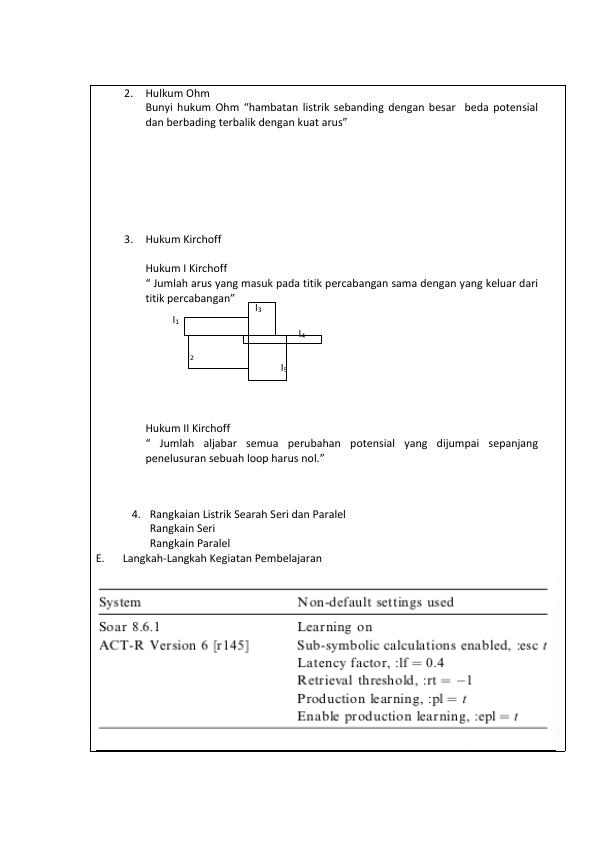 2. Hulkum Ohm
Bunyi hukum Ohm “hambatan listrik sebanding dengan besar beda potensial
dan berbading terbalik dengan kuat arus”
3. Hukum Kirchoff
Hukum I Kirchoff
“ Jumlah arus yang masuk pada titik percabangan sama dengan yang keluar dari
titik percabangan”
I3
I1
I4
2
I5
Hukum II Kirchoff
“ Jumlah aljabar semua perubahan potensial yang dijumpai sepanjang
penelusuran sebuah loop harus nol.”
4. Rangkaian Listrik Searah Seri dan Paralel
Rangkain Seri
Rangkain Paralel
E. Langkah-Langkah Kegiatan Pembelajaran
System Non-default settings used
Soar 8.6.1 Learning on
ACT-R Version 6 [r145] Sub-symbolic calculations enabled, :esc t
Latency factor, :lf = 0.4
Retrieval threshold, :rt = −1
Production learning, :pl = t
Enable production learning, :epl = t